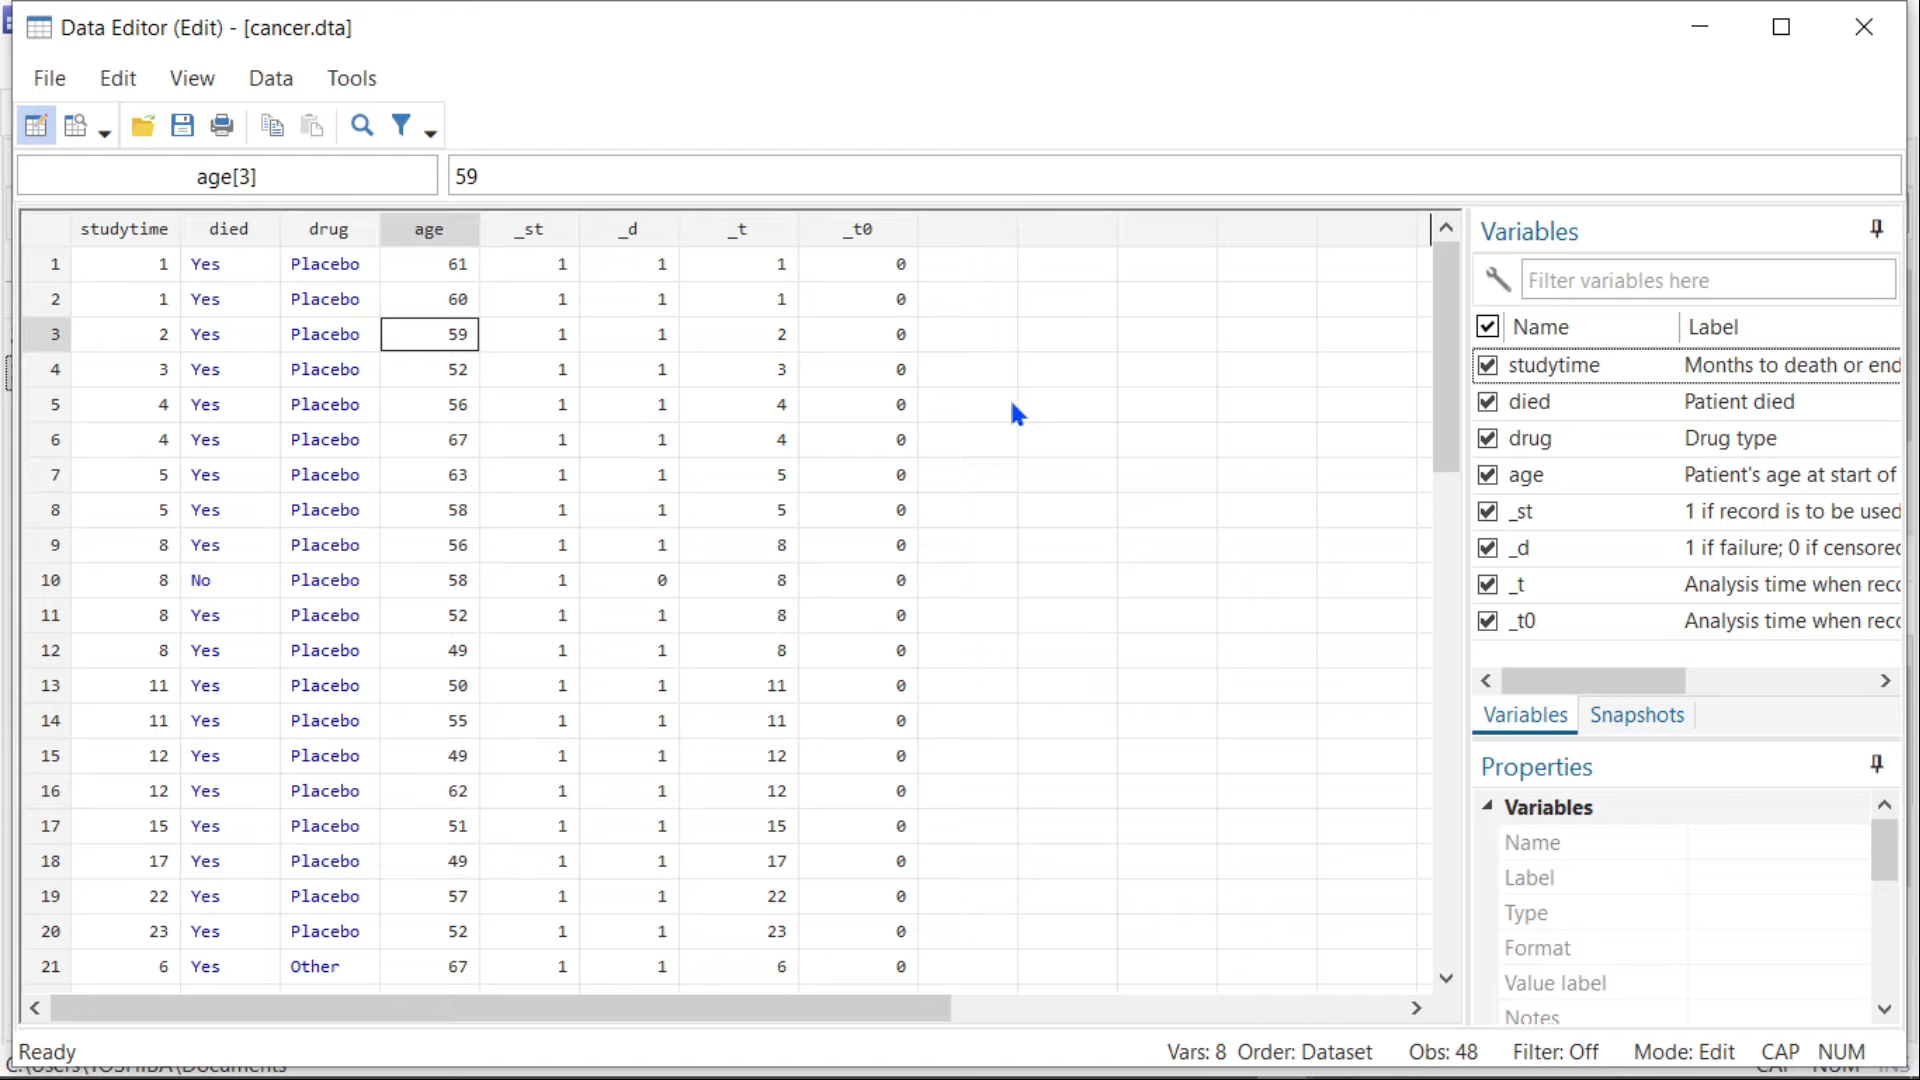 Data Editor (Edit) - [cancer.dta]
File Edit View Data Tools
age[3] 59
studytime died drug age _st _d _t _t0
1 1 Yes Placebo 61 1 1 1 0
2 1 Yes Placebo 60 1 1 1 0
3 2 Yes Placebo 59 1 1 2 0
4 3 Yes Placebo 52 1 1 3 0
5 4 Yes Placebo 56 1 1 4 0
6 4 Yes Placebo 67 1 1 4 0
7 5 Yes Placebo 63 1 1 5 0
8 5 Yes Placebo 58 1 1 5 0
9 8 Yes Placebo 56 1 1 8 0
10 8 No Placebo 58 1 0 8 0
11 8 Yes Placebo 52 1 1 8 0
12 8 Yes Placebo 49 1 1 8 0
13 11 Yes Placebo 50 1 1 11 0
14 11 Yes Placebo 55 1 1 11 0
15 12 Yes Placebo 49 1 1 12 0
16 12 Yes Placebo 62 1 1 12 0
17 15 Yes Placebo 51 1 1 15 0
18 17 Yes Placebo 49 1 1 17 0
19 22 Yes Placebo 57 1 1 22 0
20 23 Yes Placebo 52 1 1 23 0
21 6 Yes Other 67 1 1 6 0
Variables
Filter variables here
Name Label
studytime Months to death or end
died Patient died
drug Drug type
age Patient's age at start of
_st 1 if record is to be used
_d 1 if failure; 0 if censored
_t Analysis time when reco
_t0 Analysis time when reco
Variables Snapshots
Properties
Variables
Name
Label
Type
Format
Value label
Notes
Ready Vars: 8 Order: Dataset Obs: 48 Filter: Off Mode: Edit CAP NUM
C:\Users\TOSHIBA\Documents CAP NUM INS